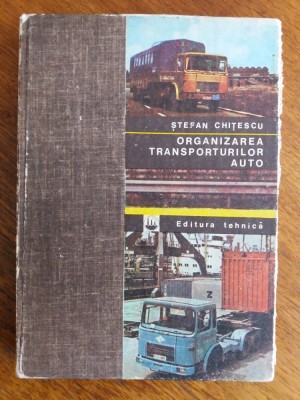 ŞTEFAN CHIŢESCU
ORGANIZAREA
TRANSPORTURILOR
AUTO
Editura tehnică